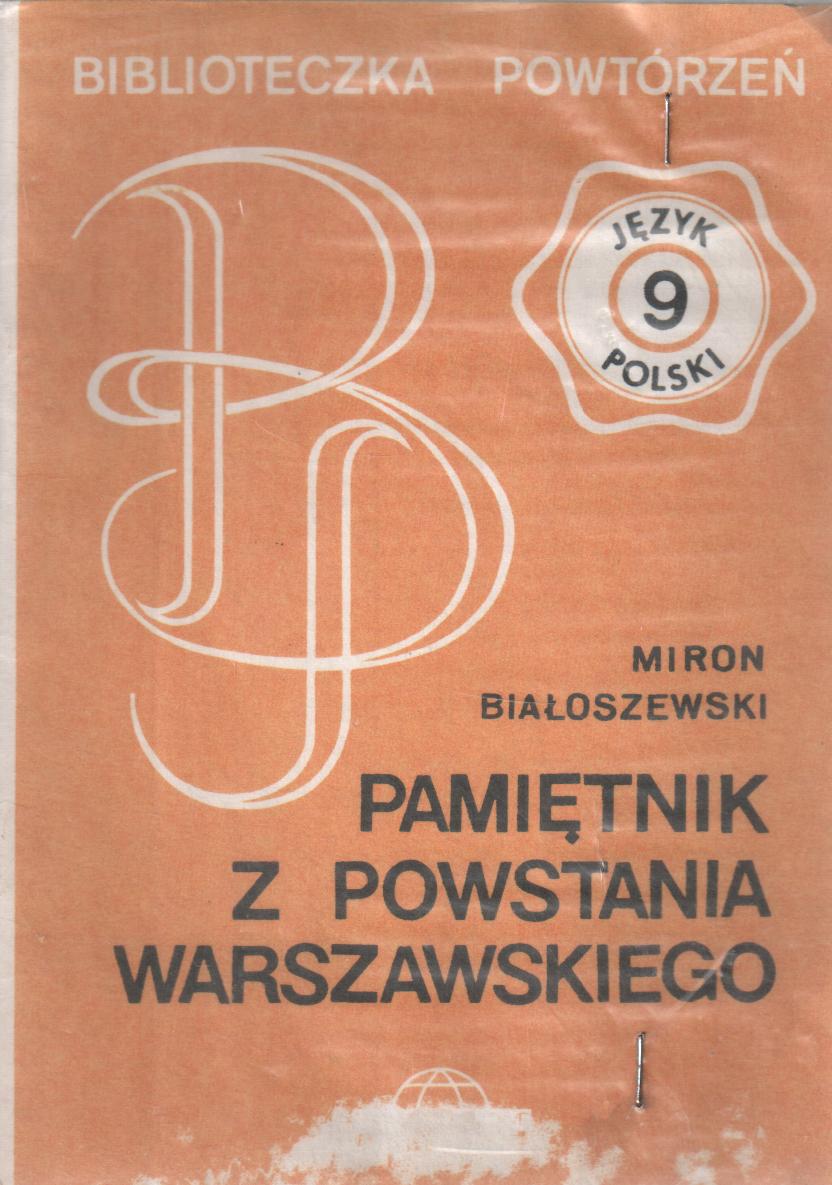 BIBLIOTECZKA POWTÓRZEŃ
JĘZYK
9
POLSKI
MIRON
BIAŁOSZEWSKI
PAMIĘTNIK
Z POWSTANIA
WARSZAWSKIEGO